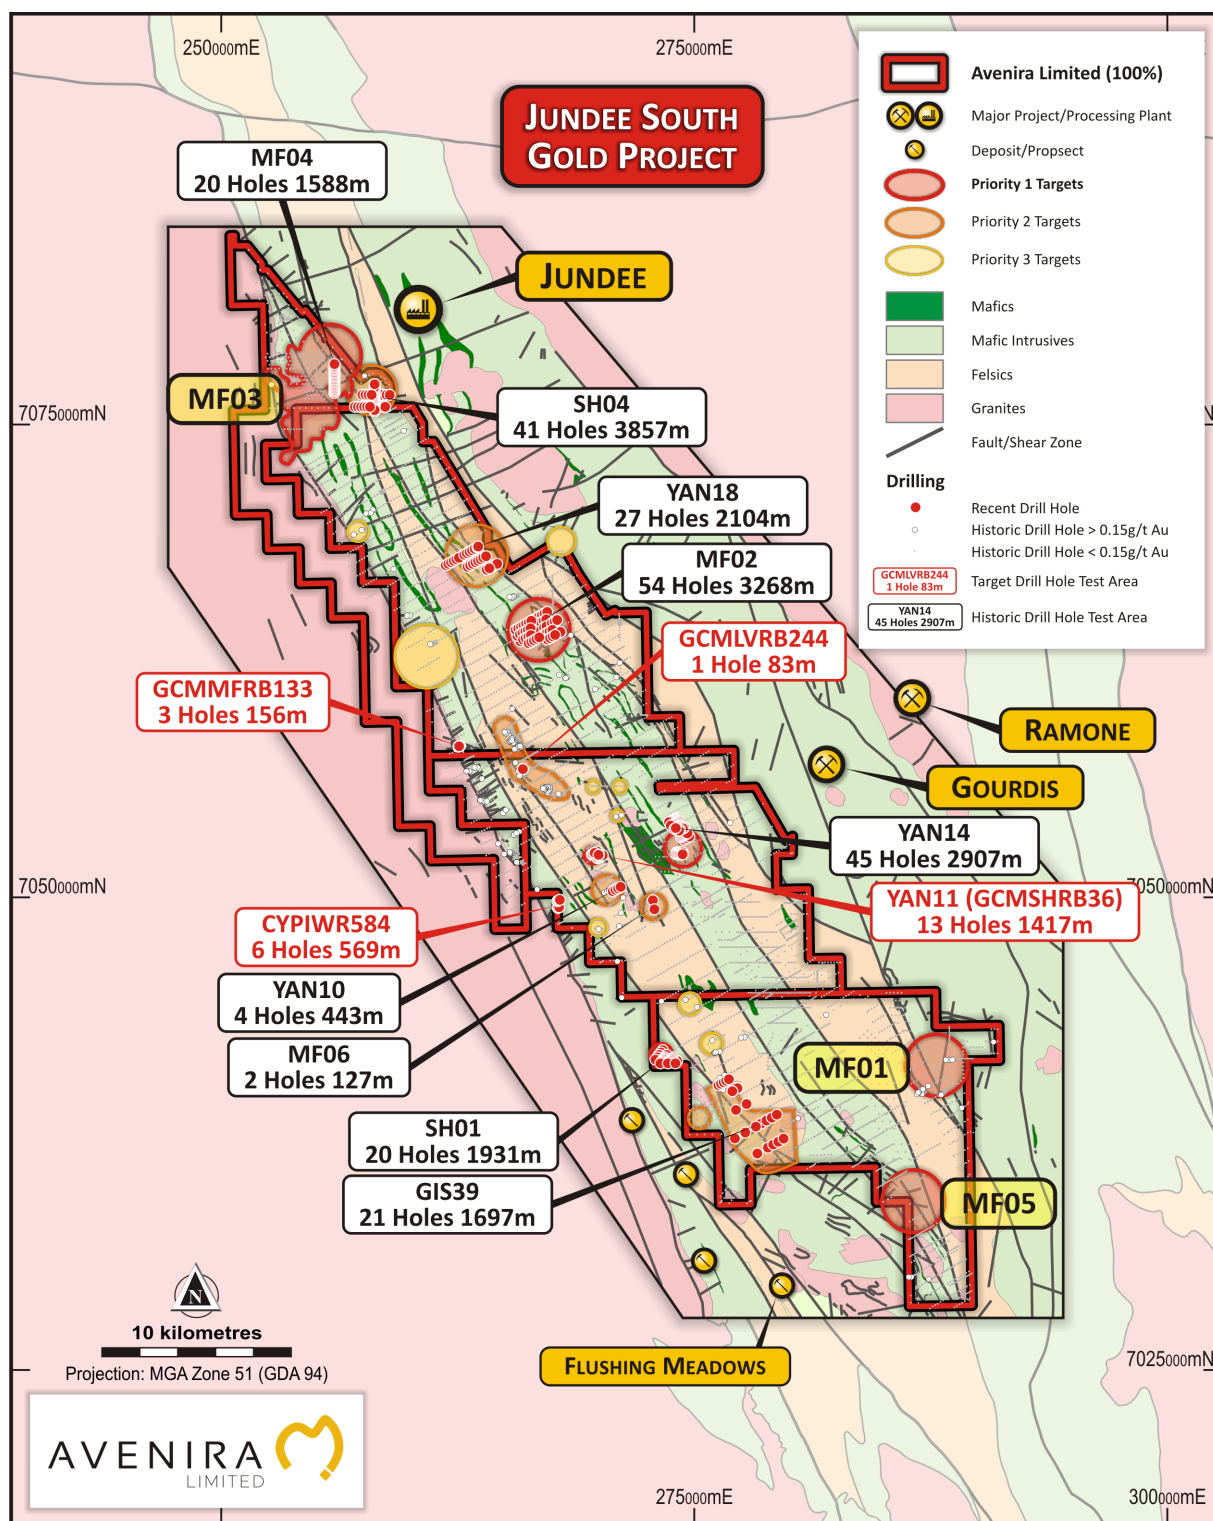 250000mE
275000mE
JUNDEE SOUTH
GOLD PROJECT
Avenira Limited (100%)
Major Project/Processing Plant
Deposit/Propsect
Priority 1 Targets
Priority 2 Targets
Priority 3 Targets
Mafics
Mafic Intrusives
Felsics
Granites
Fault/Shear Zone
Drilling
Recent Drill Hole
Historic Drill Hole > 0.15g/t Au
Historic Drill Hole < 0.15g/t Au
GCMLVRB244
1 Hole 83m
Target Drill Hole Test Area
YAN14
45 Holes 2907m
Historic Drill Hole Test Area
MF04
20 Holes 1588m
JUNDEE
MF03
7075000mN
N
SH04
41 Holes 3857m
YAN18
27 Holes 2104m
MF02
54 Holes 3268m
GCMLVRB244
1 Hole 83m
GCMMFRB133
3 Holes 156m
RAMONE
GOURDIS
YAN14
45 Holes 2907m
7050000mN
7050000mN
YAN11 (GCMSHRB36)
13 Holes 1417m
CYPIWR584
6 Holes 569m
YAN10
4 Holes 443m
MF06
2 Holes 127m
MF01
SH01
20 Holes 1931m
GIS39
21 Holes 1697m
MF05
N
10 kilometres
Projection: MGA Zone 51 (GDA 94)
FLUSHING MEADOWS
7025000mN
AVENIRA
LIMITED
275000mE
300000mE